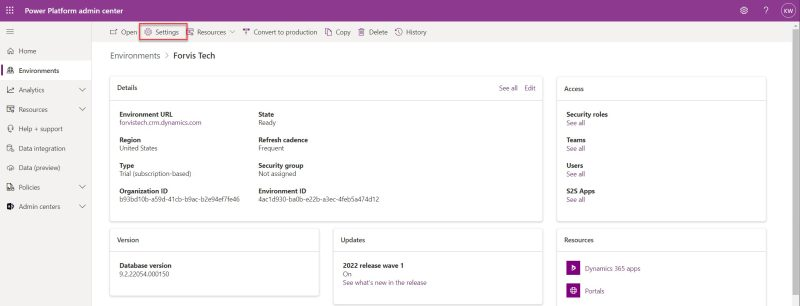 Power Platform admin center
KW
Open
Settings
Resources
Convert to production
Copy
Delete
History
Home
Environments
Analytics
Resources
Help + support
Data integration
Data (preview)
Policies
Admin centers
Environments > Forvis Tech
Details
See all
Edit
Environment URL
forvistech.crm.dynamics.com
State
Ready
Region
United States
Refresh cadence
Frequent
Type
Trial (subscription-based)
Security group
Not assigned
Organization ID
b93bd10b-a59d-41cb-b9ac-b2e94ef7fe46
Environment ID
4ac1d930-ba0b-e22b-a3ec-4feb5a474d12
Access
Security roles
See all
Teams
See all
Users
See all
S2S Apps
See all
Version
Database version
9.2.22054.000150
Updates
2022 release wave 1
On
See what's new in the release
Resources
Dynamics 365 apps
Portals